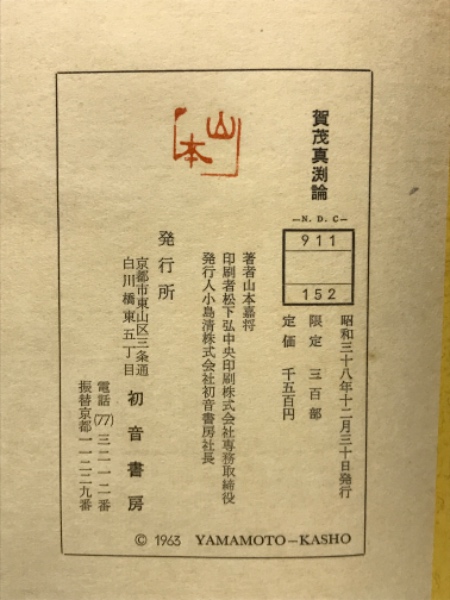 賀茂真渕論
—N. D. C—
911
152
昭和三十八年十二月三十日発行
限定 三百部
定価 千五百円
著者山本嘉将
印刷者松下弘中央印刷株式会社専務取締役
発行人小島清株式会社初音書房社長
山本
発行所
京都市東山区三条通
白川橋東五丁目
初音書房
電話(77)三二一二番
振替京都一一二二九番
© 1963 YAMAMOTO—KASHO